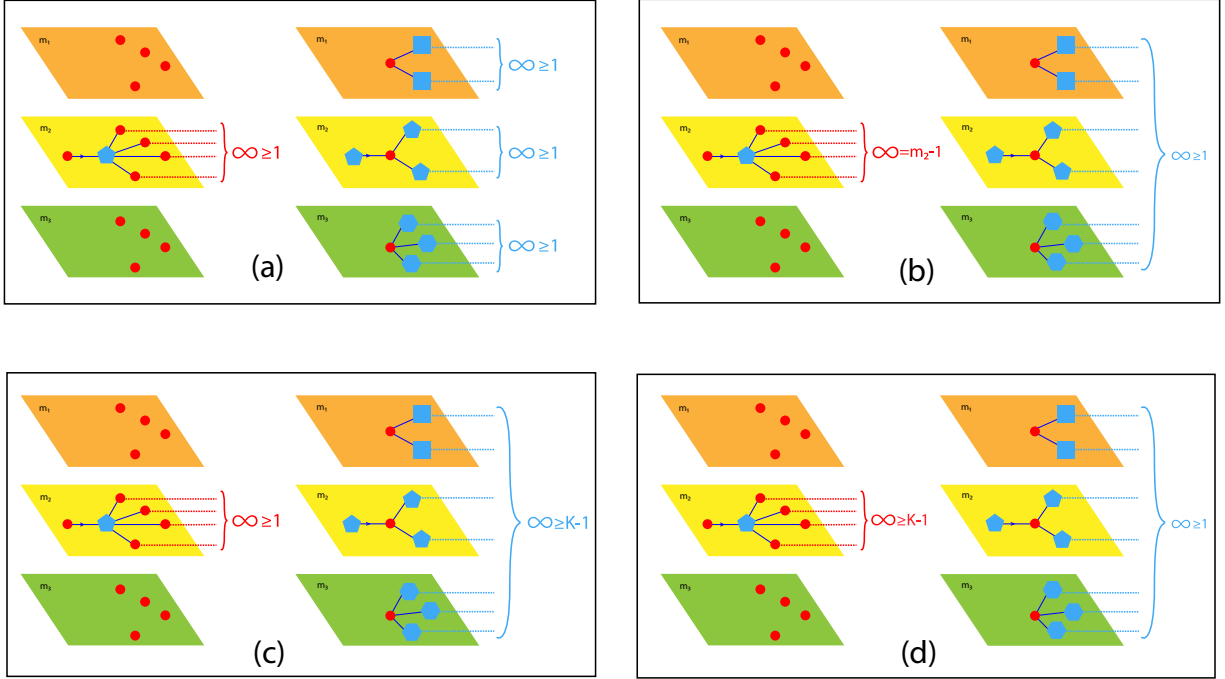 m₁
m₁
∞ ≥1
m₂
∞ ≥1
m₂
∞ ≥1
m₃
m₃
∞ ≥1
(a)
m₁
m₁
m₂
∞=m₂-1
m₂
∞ ≥1
m₃
m₃
(b)
m₁
m₁
m₂
∞ ≥1
m₂
∞≥K-1
m₃
m₃
(c)
m₁
m₁
m₂
∞≥K-1
m₂
∞ ≥1
m₃
m₃
(d)